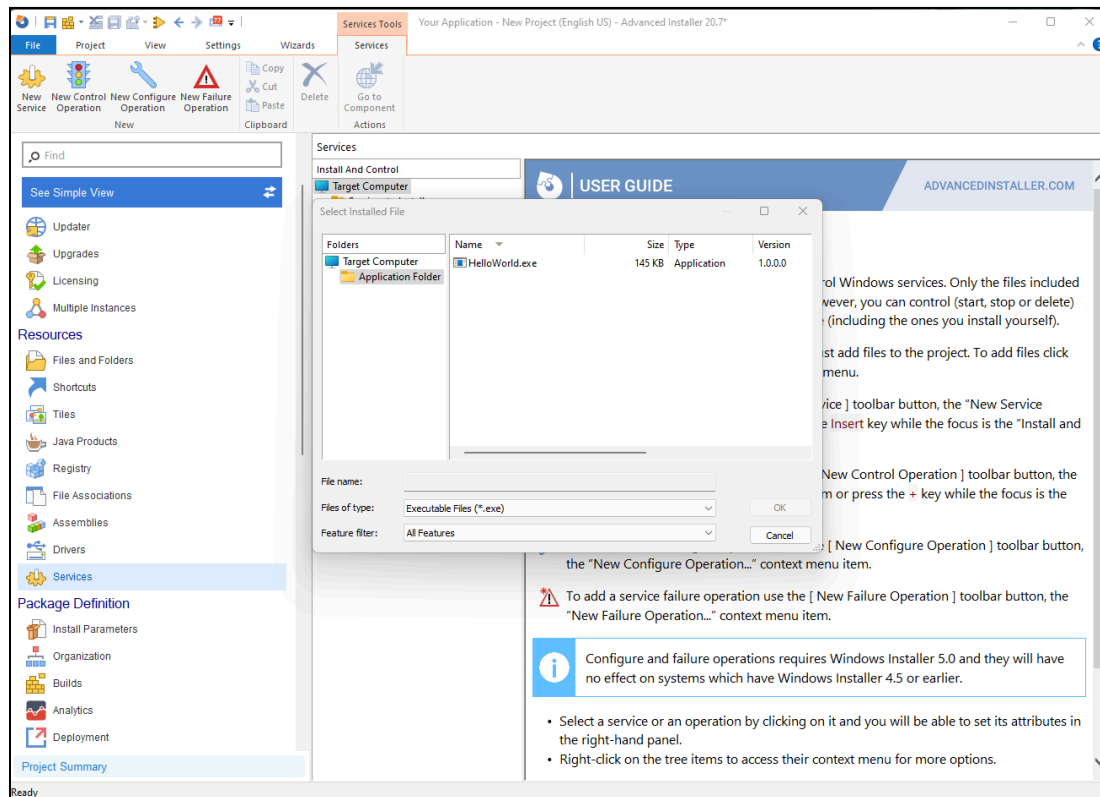 Services Tools
Your Application - New Project (English US) - Advanced Installer 20.7*
File Project View Settings Wizards Services
New Service
New Control Operation
New Configure Operation
New Failure Operation
Copy
Cut
Paste
Delete
Go to Component
New Clipboard Actions
Find
See Simple View
Updater
Upgrades
Licensing
Multiple Instances
Resources
Files and Folders
Shortcuts
Tiles
Java Products
Registry
File Associations
Assemblies
Drivers
Services
Package Definition
Install Parameters
Organization
Builds
Analytics
Deployment
Project Summary
Ready
Services
Install And Control
Target Computer
USER GUIDE
ADVANCEDINSTALLER.COM
Select Installed File
Folders
Target Computer
Application Folder
Name Size Type Version
HelloWorld.exe 145 KB Application 1.0.0.0
File name:
Files of type: Executable Files (*.exe)
OK
Feature filter: All Features
Cancel
Windows services. Only the files included
you can control (start, stop or delete)
(including the ones you install yourself).
add files to the project. To add files click
menu.
] toolbar button, the “New Service
Insert key while the focus is the “Install and
New Control Operation ] toolbar button, the
or press the + key while the focus is the
[ New Configure Operation ] toolbar button,
the “New Configure Operation...” context menu item.
To add a service failure operation use the [ New Failure Operation ] toolbar button, the
“New Failure Operation...” context menu item.
Configure and failure operations requires Windows Installer 5.0 and they will have
no effect on systems which have Windows Installer 4.5 or earlier.
• Select a service or an operation by clicking on it and you will be able to set its attributes in
the right-hand panel.
• Right-click on the tree items to access their context menu for more options.